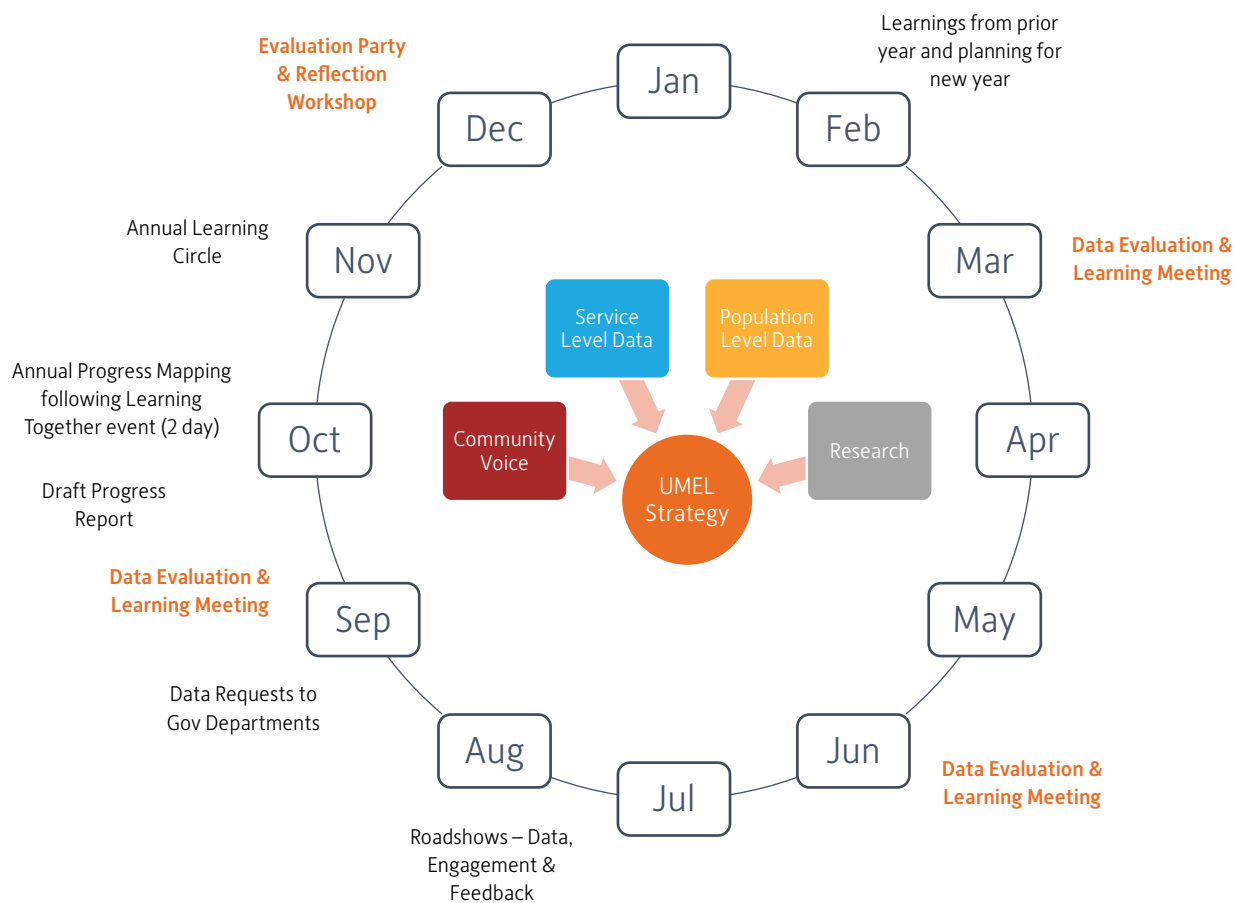 Learnings from prior
year and planning for
new year
Evaluation Party
& Reflection
Workshop
Jan
Dec
Feb
Annual Learning
Circle
Nov
Mar
Data Evaluation &
Learning Meeting
Service
Level Data
Population
Level Data
Annual Progress Mapping
following Learning
Together event (2 day)
Oct
Community
Voice
Research
Apr
UMEL
Strategy
Draft Progress
Report
Data Evaluation &
Learning Meeting
Sep
May
Data Requests to
Gov Departments
Aug
Jul
Jun
Data Evaluation &
Learning Meeting
Roadshows – Data,
Engagement &
Feedback